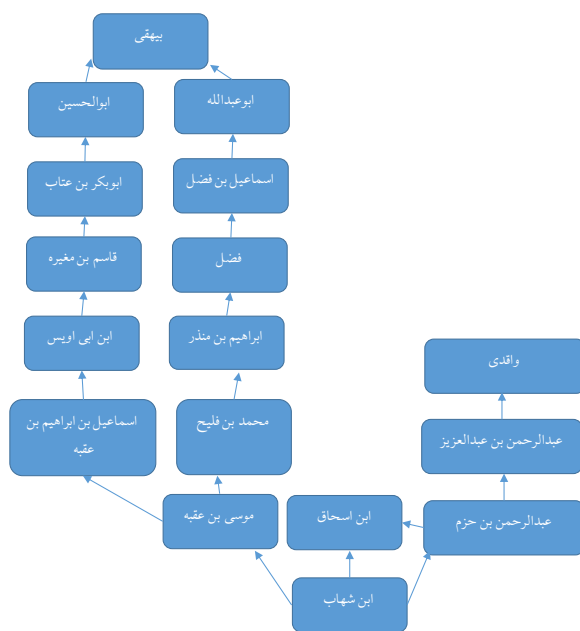 بیهقی
ابوالحسین
ابوعبدالله
ابوبکر بن عتاب
اسماعیل بن فضل
قاسم بن مغیره
فضل
ابن ابی اویس
ابراهیم بن منذر
واقدی
اسماعیل بن ابراهیم بن
عقبه
محمد بن فلیح
عبدالرحمن بن عبدالعزیز
موسی بن عقبه
ابن اسحاق
عبدالرحمن بن حزم
ابن شهاب